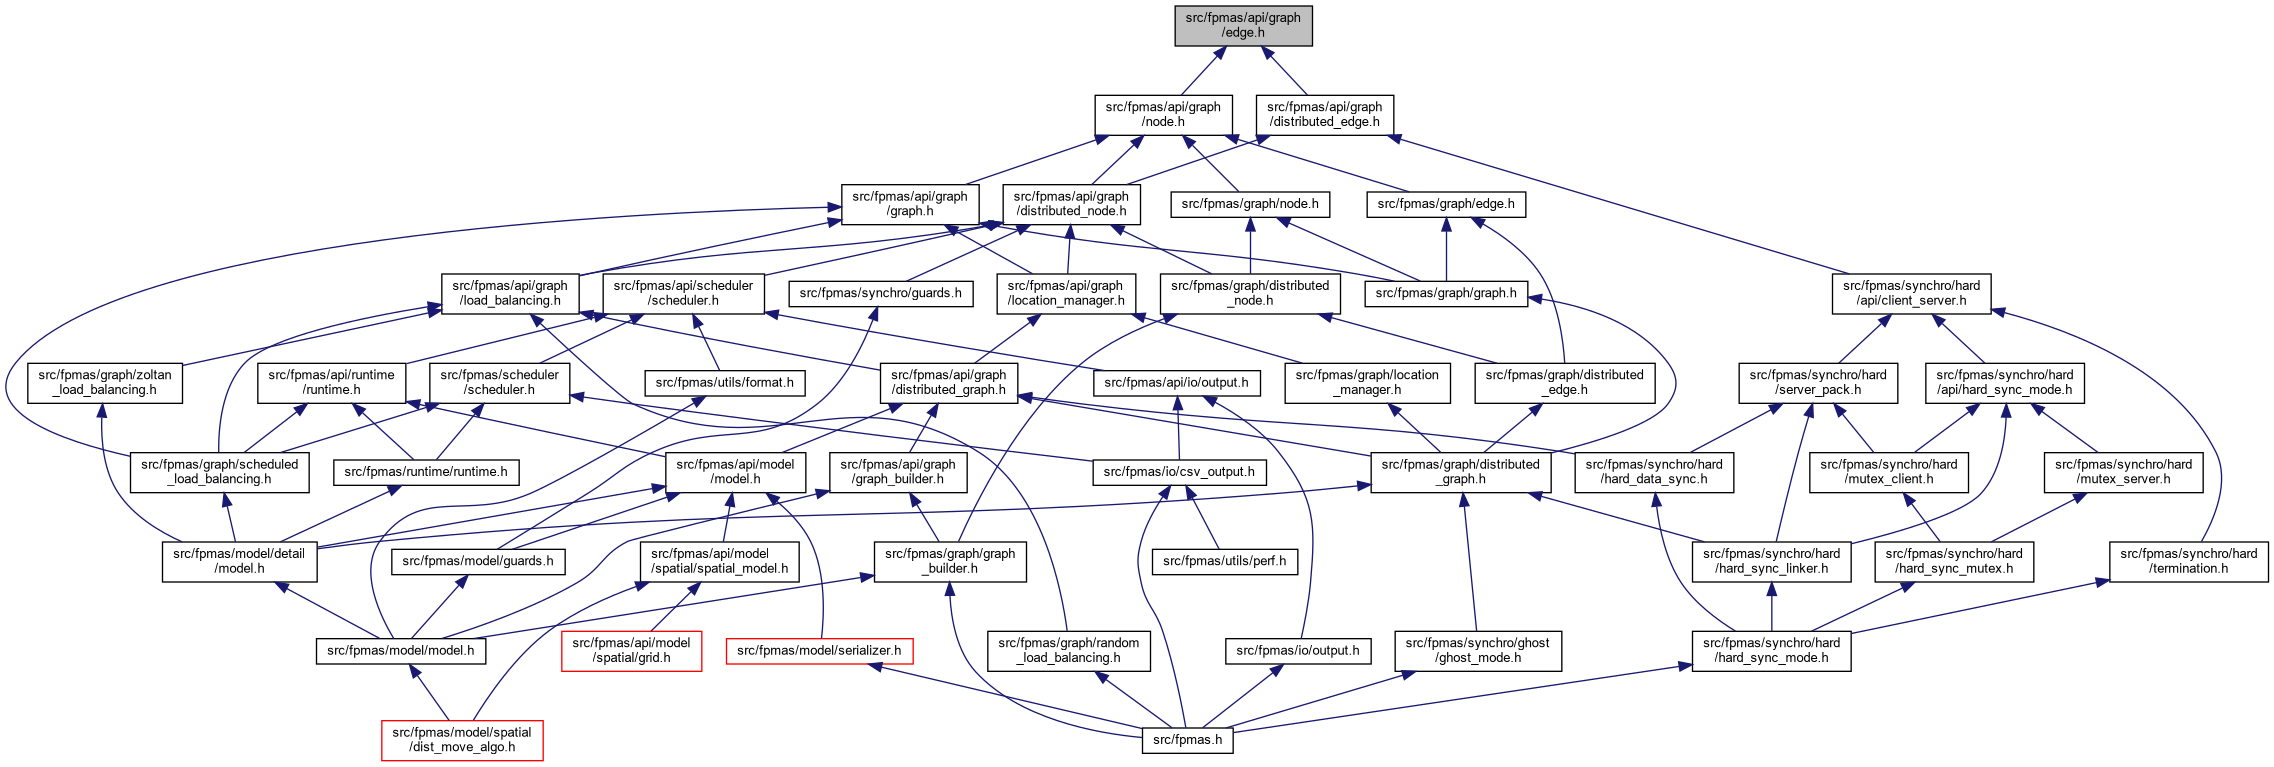 src/fpmas/api/graph
/edge.h
src/fpmas/api/graph
/node.h
src/fpmas/api/graph
/distributed_edge.h
src/fpmas/api/graph
/graph.h
src/fpmas/api/graph
/distributed_node.h
src/fpmas/graph/node.h
src/fpmas/graph/edge.h
src/fpmas/api/graph
/load_balancing.h
src/fpmas/api/scheduler
/scheduler.h
src/fpmas/synchro/guards.h
src/fpmas/api/graph
/location_manager.h
src/fpmas/graph/distributed
_node.h
src/fpmas/graph/graph.h
src/fpmas/synchro/hard
/api/client_server.h
src/fpmas/graph/zoltan
_load_balancing.h
src/fpmas/api/runtime
/runtime.h
src/fpmas/scheduler
/scheduler.h
src/fpmas/utils/format.h
src/fpmas/api/graph
/distributed_graph.h
src/fpmas/api/io/output.h
src/fpmas/graph/location
_manager.h
src/fpmas/graph/distributed
_edge.h
src/fpmas/synchro/hard
/server_pack.h
src/fpmas/synchro/hard
/api/hard_sync_mode.h
src/fpmas/graph/scheduled
_load_balancing.h
src/fpmas/runtime/runtime.h
src/fpmas/api/model
/model.h
src/fpmas/api/graph
/graph_builder.h
src/fpmas/io/csv_output.h
src/fpmas/graph/distributed
_graph.h
src/fpmas/synchro/hard
/hard_data_sync.h
src/fpmas/synchro/hard
/mutex_client.h
src/fpmas/synchro/hard
/mutex_server.h
src/fpmas/model/detail
/model.h
src/fpmas/model/guards.h
src/fpmas/api/model
/spatial/spatial_model.h
src/fpmas/graph/graph
_builder.h
src/fpmas/utils/perf.h
src/fpmas/synchro/hard
/hard_sync_linker.h
src/fpmas/synchro/hard
/hard_sync_mutex.h
src/fpmas/synchro/hard
/termination.h
src/fpmas/model/model.h
src/fpmas/api/model
/spatial/grid.h
src/fpmas/model/serializer.h
src/fpmas/graph/random
_load_balancing.h
src/fpmas/io/output.h
src/fpmas/synchro/ghost
/ghost_mode.h
src/fpmas/synchro/hard
/hard_sync_mode.h
src/fpmas/model/spatial
/dist_move_algo.h
src/fpmas.h